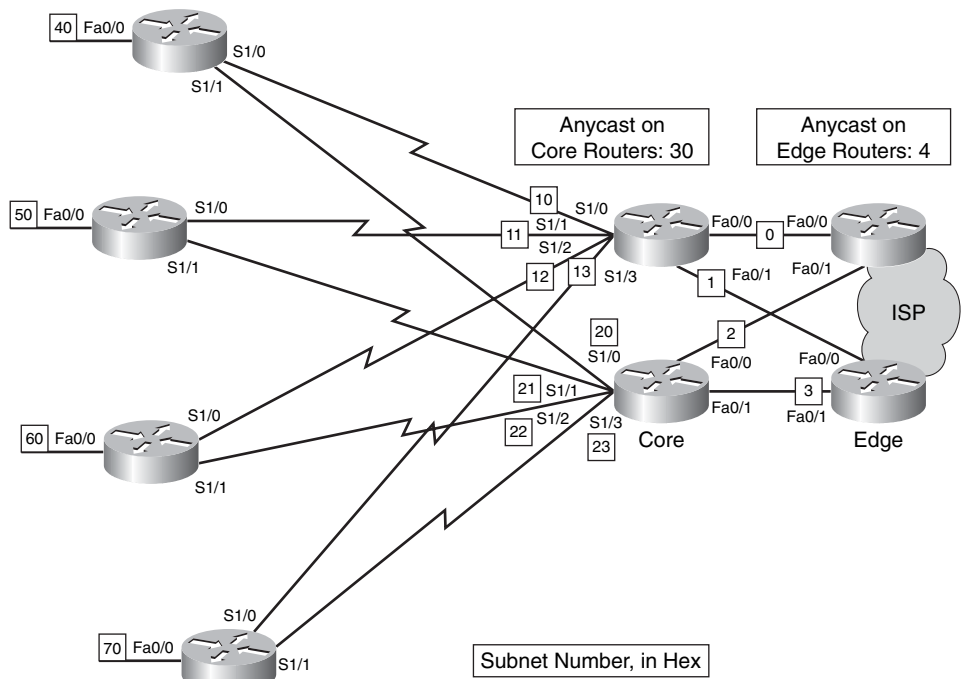 40 Fa0/0
S1/0
S1/1
Anycast on
Core Routers: 30
Anycast on
Edge Routers: 4
50 Fa0/0
S1/0
S1/1
10
S1/0
11
S1/1
S1/2
12
13
S1/3
Fa0/0
0
Fa0/0
1
Fa0/1
Fa0/1
ISP
20
S1/0
2
Fa0/0
Fa0/0
21
S1/1
S1/2
22
S1/3
23
Fa0/1
3
Fa0/1
Core
Edge
60 Fa0/0
S1/0
S1/1
70 Fa0/0
S1/0
S1/1
Subnet Number, in Hex